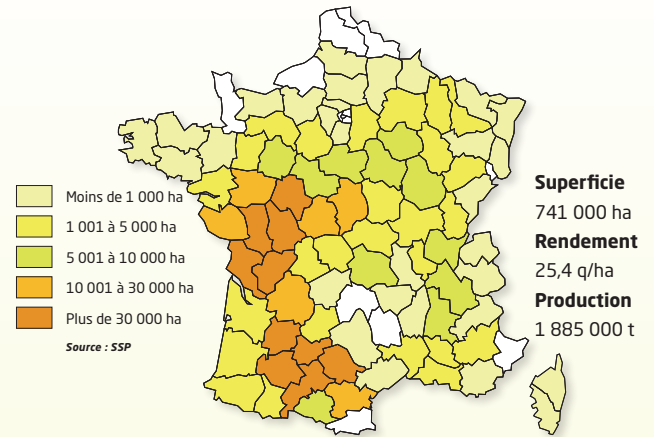 Moins de 1 000 ha
1 001 à 5 000 ha
5 001 à 10 000 ha
10 001 à 30 000 ha
Plus de 30 000 ha
Source : SSP
Superficie
741 000 ha
Rendement
25,4 q/ha
Production
1 885 000 t